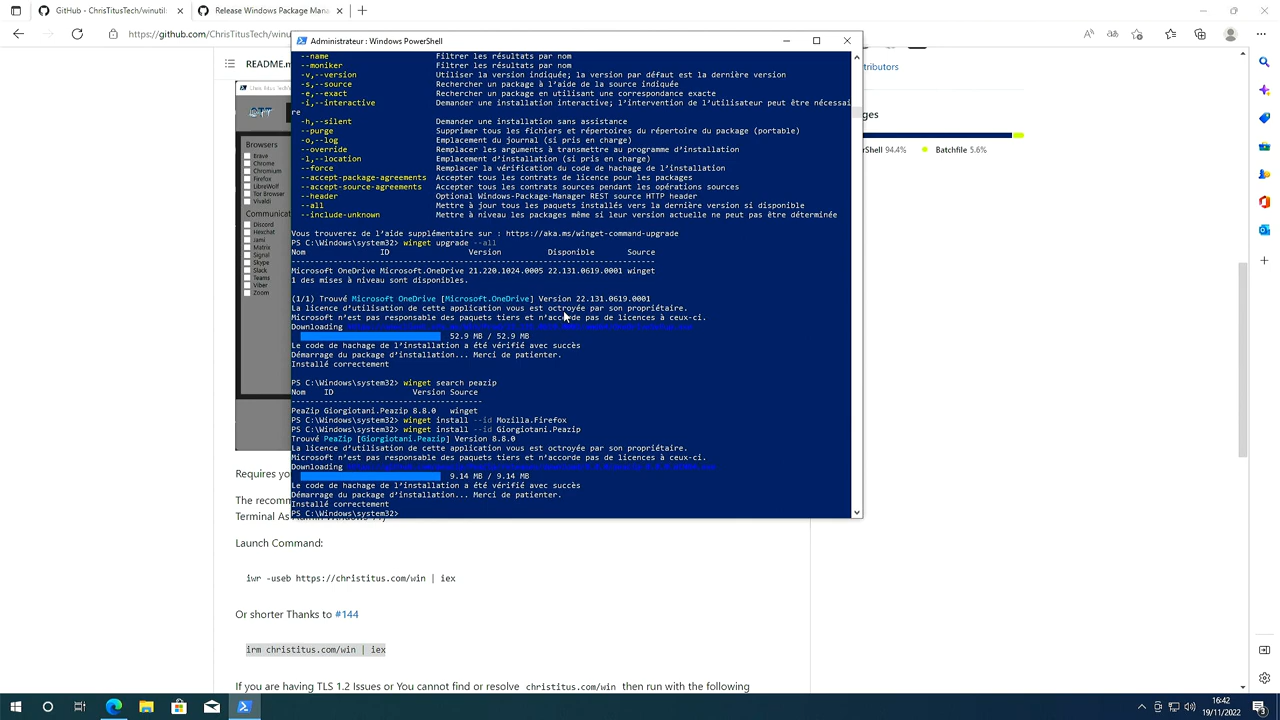 GitHub - ChrisTitusTech/winutil:
Release Windows Package Mana
https://github.com/ChrisTitusTech/winu
README.m
Chris Titus Tech
CTT
Browsers
Brave
Chrome
Chromium
Firefox
LibreWolf
Tor Browser
Vivaldi
Communicat
Discord
Hexchat
Jami
Matrix
Signal
Skype
Slack
Teams
Viber
Zoom
Administrateur : Windows PowerShell
--name Filtrer les résultats par nom
--moniker Filtrer les résultats par nom
-v,--version Utiliser la version indiquée; la version par défaut est la dernière version
-s,--source Rechercher un package à l'aide de la source indiquée
-e,--exact Rechercher un package en utilisant une correspondance exacte
-i,--interactive Demander une installation interactive; l'intervention de l'utilisateur peut être nécessai
re
-h,--silent Demander une installation sans assistance
--purge Supprimer tous les fichiers et répertoires du répertoire du package (portable)
-o,--log Emplacement du journal (si pris en charge)
--override Remplacer les arguments à transmettre au programme d'installation
-l,--location Emplacement d'installation (si pris en charge)
--force Remplacer la vérification du code de hachage de l'installation
--accept-package-agreements Accepter tous les contrats de licence pour les packages
--accept-source-agreements Accepter tous les contrats sources pendant les opérations sources
--header Optional Windows-Package-Manager REST source HTTP header
--all Mettre à jour tous les paquets installés vers la dernière version si disponible
--include-unknown Mettre à niveau les packages même si leur version actuelle ne peut pas être déterminée
Vous trouverez de l'aide supplémentaire sur : https://aka.ms/winget-command-upgrade
PS C:\Windows\system32> winget upgrade --all
Nom ID Version Disponible Source
Microsoft OneDrive Microsoft.OneDrive 21.220.1024.0005 22.131.0619.0001 winget
1 des mises à niveau sont disponibles.
(1/1) Trouvé Microsoft OneDrive [Microsoft.OneDrive] Version 22.131.0619.0001
La licence d'utilisation de cette application vous est octroyée par son propriétaire.
Microsoft n'est pas responsable des paquets tiers et n'accorde pas de licences à ceux-ci.
Downloading
52.9 MB / 52.9 MB
Le code de hachage de l'installation a été vérifié avec succès
Démarrage du package d'installation... Merci de patienter.
Installé correctement
PS C:\Windows\system32> winget search peazip
Nom ID Version Source
PeaZip Giorgiotani.Peazip 8.8.0 winget
PS C:\Windows\system32> winget install --id Mozilla.Firefox
PS C:\Windows\system32> winget install --id Giorgiotani.Peazip
Trouvé PeaZip [Giorgiotani.Peazip] Version 8.8.0
La licence d'utilisation de cette application vous est octroyée par son propriétaire.
Microsoft n'est pas responsable des paquets tiers et n'accorde pas de licences à ceux-ci.
Downloading
9.14 MB / 9.14 MB
Le code de hachage de l'installation a été vérifié avec succès
Démarrage du package d'installation... Merci de patienter.
Installé correctement
PS C:\Windows\system32>
tributors
ges
Shell 94.4%
Batchfile 5.6%
Requires yo
The recomm
Terminal As
Launch Command:
iwr -useb https://christitus.com/win | iex
Or shorter Thanks to #144
irm christitus.com/win | iex
If you are having TLS 1.2 Issues or You cannot find or resolve christitus.com/win then run with the following
16:42
19/11/2022
3